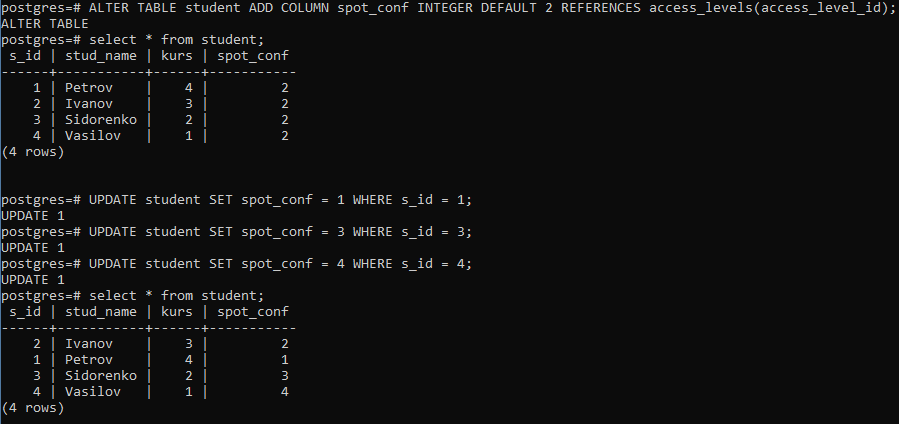 postgres=# ALTER TABLE student ADD COLUMN spot_conf INTEGER DEFAULT 2 REFERENCES access_levels(access_level_id);
ALTER TABLE
postgres=# select * from student;
 s_id | stud_name | kurs | spot_conf
------+-----------+------+-----------
    1 | Petrov    |    4 |         2
    2 | Ivanov    |    3 |         2
    3 | Sidorenko |    2 |         2
    4 | Vasilov   |    1 |         2
(4 rows)
postgres=# UPDATE student SET spot_conf = 1 WHERE s_id = 1;
UPDATE 1
postgres=# UPDATE student SET spot_conf = 3 WHERE s_id = 3;
UPDATE 1
postgres=# UPDATE student SET spot_conf = 4 WHERE s_id = 4;
UPDATE 1
postgres=# select * from student;
 s_id | stud_name | kurs | spot_conf
------+-----------+------+-----------
    2 | Ivanov    |    3 |         2
    1 | Petrov    |    4 |         1
    3 | Sidorenko |    2 |         3
    4 | Vasilov   |    1 |         4
(4 rows)